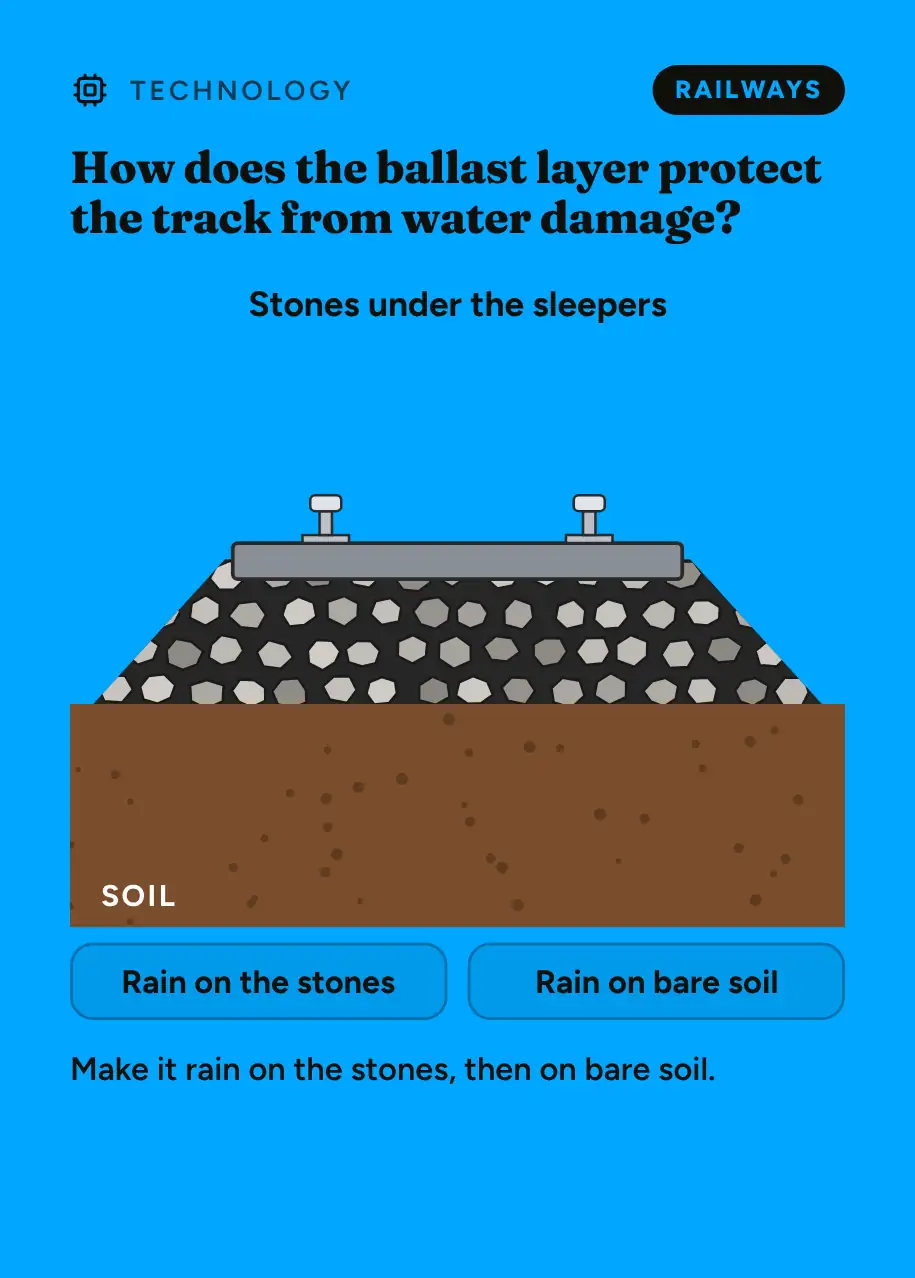 TECHNOLOGY
RAILWAYS
How does the ballast layer protect
the track from water damage?
Stones under the sleepers
SOIL
Rain on the stones
Rain on bare soil
Make it rain on the stones, then on bare soil.